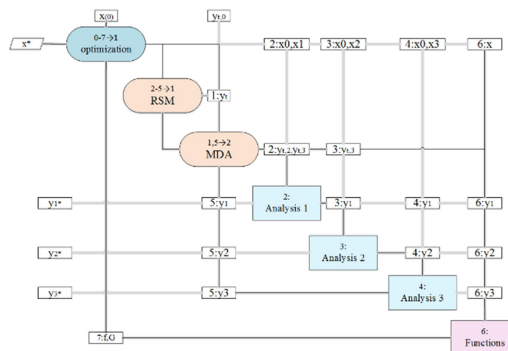 x(0)
yt,0
x*
0-7→1
optimization
2:x0,x1
3:x0,x2
4:x0,x3
6:x
2-5→1
RSM
1:yt
1,5→2
MDA
2:yt,2,yt,3
3:yt,3
2:
Analysis 1
y1*
5:y1
3:y1
4:y1
6:y1
3:
Analysis 2
y2*
5:y2
4:y2
6:y2
4:
Analysis 3
y3*
5:y3
6:y3
6:
Functions
7:f,G